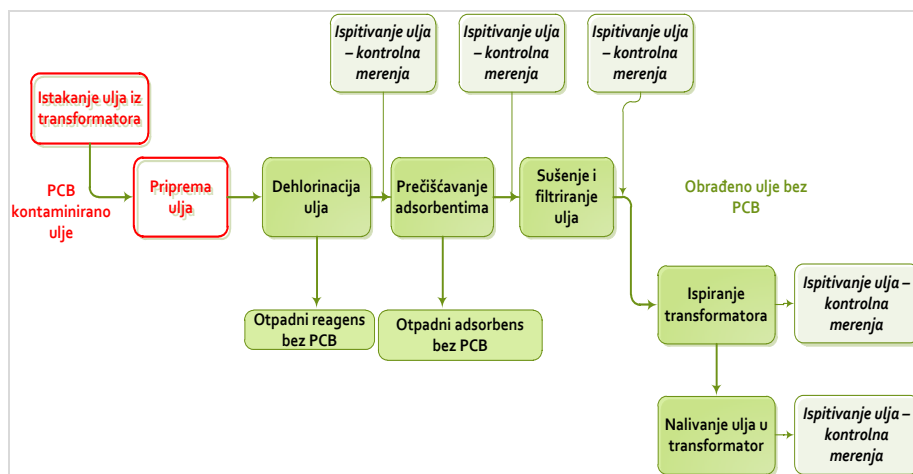 Ispitivanje ulja
– kontrolna
merenja
Ispitivanje ulja
– kontrolna
merenja
Ispitivanje ulja
– kontrolna
merenja
Istakanje ulja iz
transformatora
PCB
kontaminirano
ulje
Priprema
ulja
Dehlorinacija
ulja
Prečišćavanje
adsorbentima
Sušenje i
filtriranje
ulja
Obrađeno ulje bez
PCB
Otpadni reagens
bez PCB
Otpadni adsorbens
bez PCB
Ispiranje
transformatora
Ispitivanje ulja –
kontrolna
merenja
Nalivanje ulja u
transformator
Ispitivanje ulja –
kontrolna
merenja